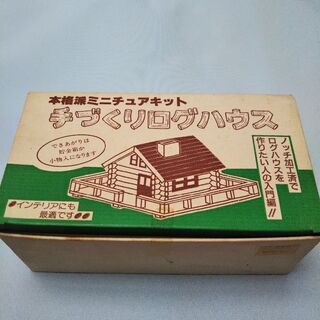 本格派ミニチュアキット
手づくりログハウス
できあがりは
貯金箱か
小物入になります
ノッチ加工済で
ログハウスを
作りたい人の入門編!!
●インテリアにも
最適です●●